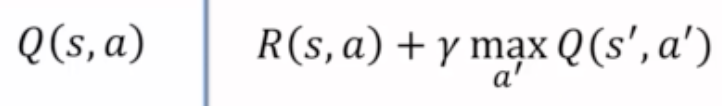 Q(s, a) R(s, a) + γ max Q(s′, a′)
a′